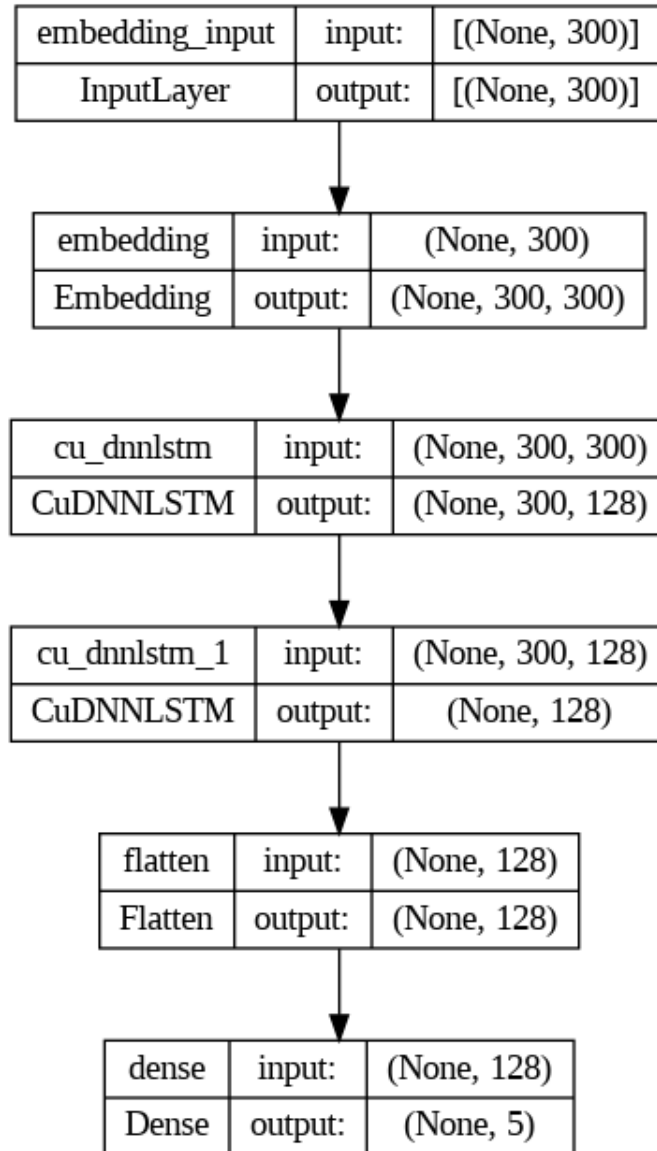 embedding_input input: [(None, 300)]
InputLayer output: [(None, 300)]
embedding input: (None, 300)
Embedding output: (None, 300, 300)
cu_dnnlstm input: (None, 300, 300)
CuDNNLSTM output: (None, 300, 128)
cu_dnnlstm_1 input: (None, 300, 128)
CuDNNLSTM output: (None, 128)
flatten input: (None, 128)
Flatten output: (None, 128)
dense input: (None, 128)
Dense output: (None, 5)